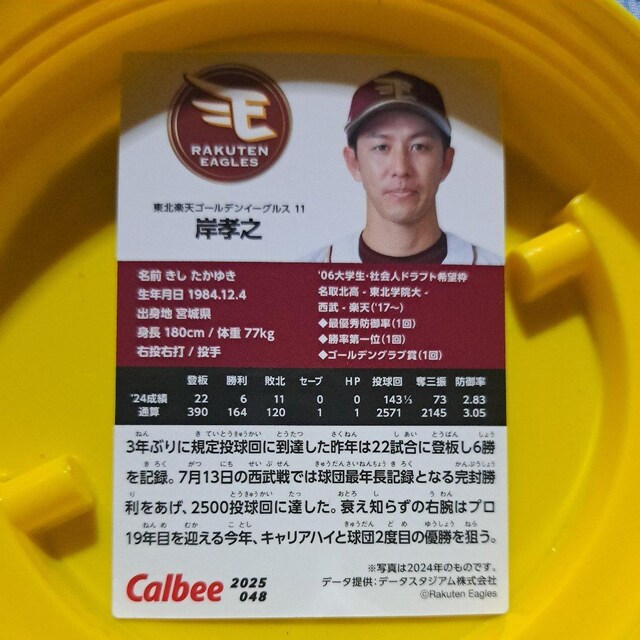 RAKUTEN
EAGLES
東北楽天ゴールデンイーグルス 11
岸孝之
名前 きし たかゆき
生年月日 1984.12.4
出身地 宮城県
身長 180cm / 体重 77kg
右投右打 / 投手
'06大学生・社会人ドラフト希望枠
名取北高 - 東北学院大 -
西武 - 楽天('17〜)
◆最優秀防御率(1回)
◆勝率第一位(1回)
◆ゴールデングラブ賞(1回)
登板 勝利 敗北 セーブ HP 投球回 奪三振 防御率
'24成績 22 6 11 0 0 143 1/3 73 2.83
通算 390 164 120 1 1 2571 2145 3.05
3年ぶりに規定投球回に到達した昨年は22試合に登板し6勝
を記録。7月13日の西武戦では球団最年長記録となる完封勝
利をあげ、2500投球回に達した。衰え知らずの右腕はプロ
19年目を迎える今年、キャリアハイと球団2度目の優勝を狙う。
※写真は2024年のものです。
データ提供:データスタジアム株式会社
©Rakuten Eagles
Calbee 2025
048